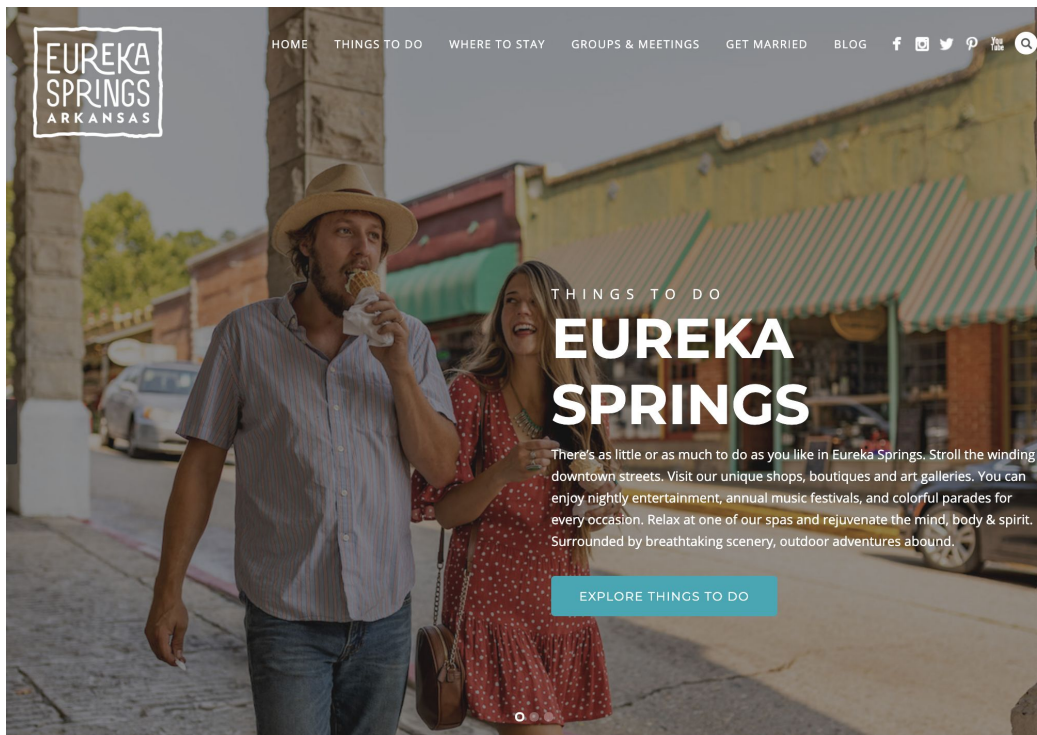 EUREKA
SPRINGS
ARKANSAS
HOME THINGS TO DO WHERE TO STAY GROUPS & MEETINGS GET MARRIED BLOG You Tube
THINGS TO DO
EUREKA
SPRINGS
There's as little or as much to do as you like in Eureka Springs. Stroll the winding
downtown streets. Visit our unique shops, boutiques and art galleries. You can
enjoy nightly entertainment, annual music festivals, and colorful parades for
every occasion. Relax at one of our spas and rejuvenate the mind, body & spirit.
Surrounded by breathtaking scenery, outdoor adventures abound.
EXPLORE THINGS TO DO